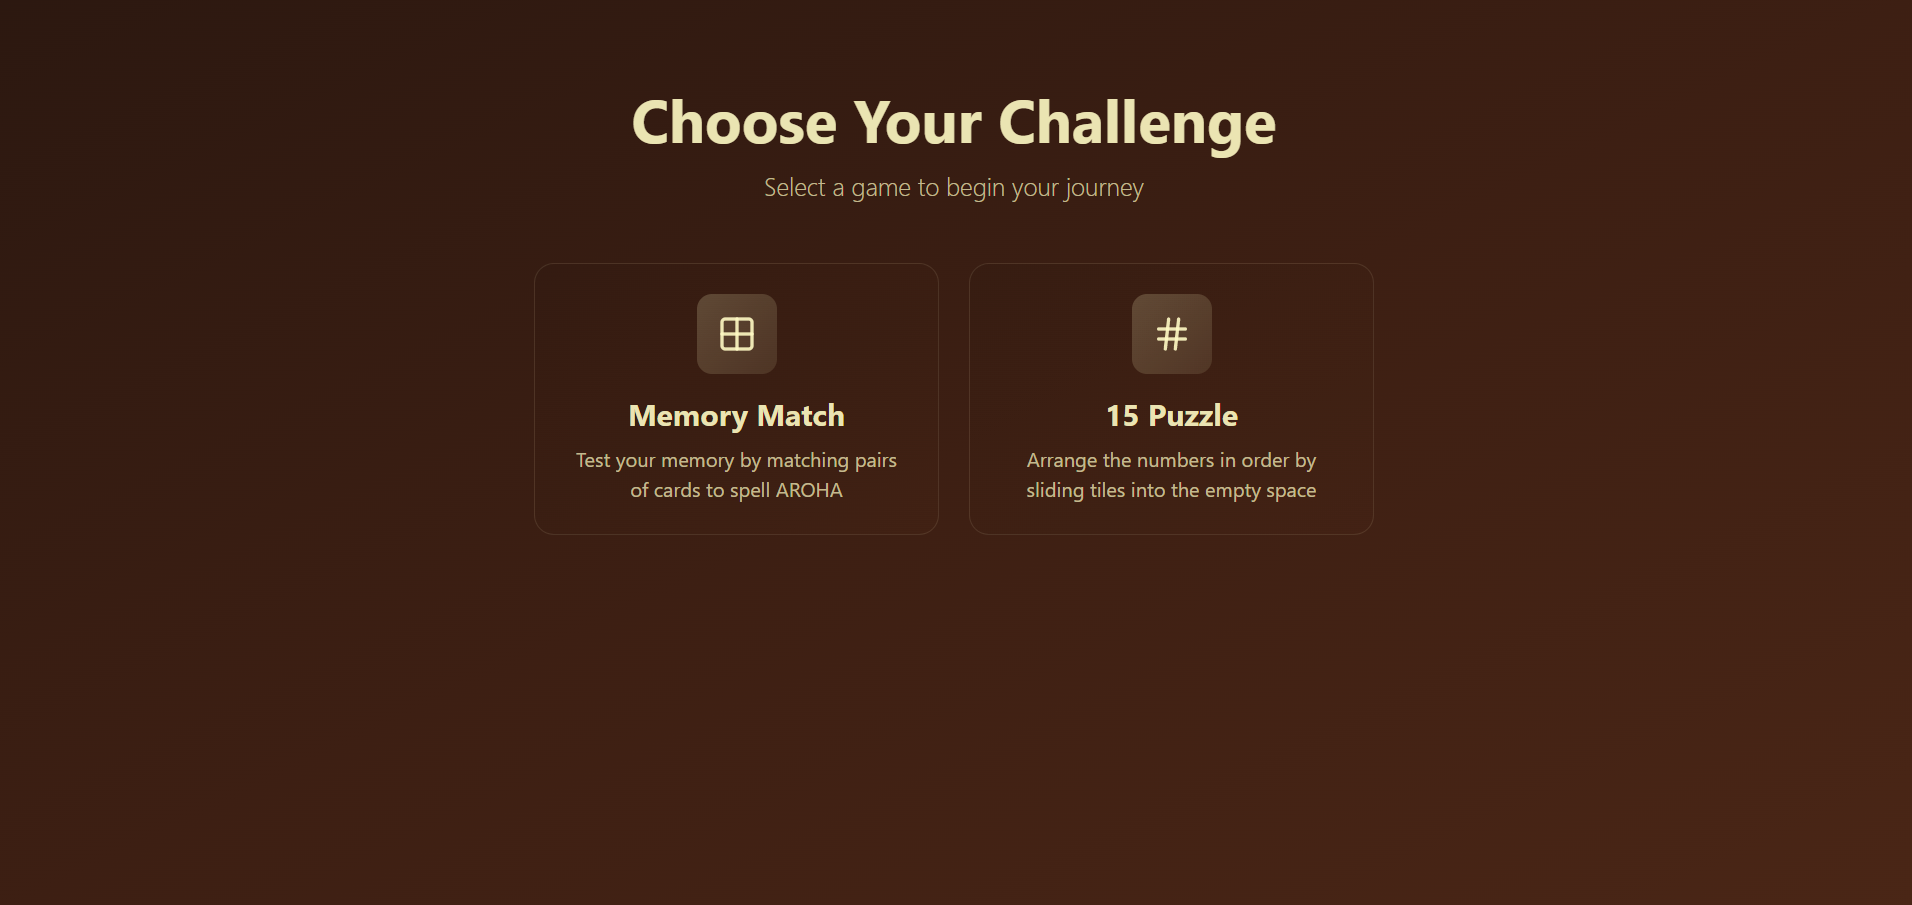 Choose Your Challenge
Select a game to begin your journey
Memory Match
Test your memory by matching pairs
of cards to spell AROHA
15 Puzzle
Arrange the numbers in order by
sliding tiles into the empty space